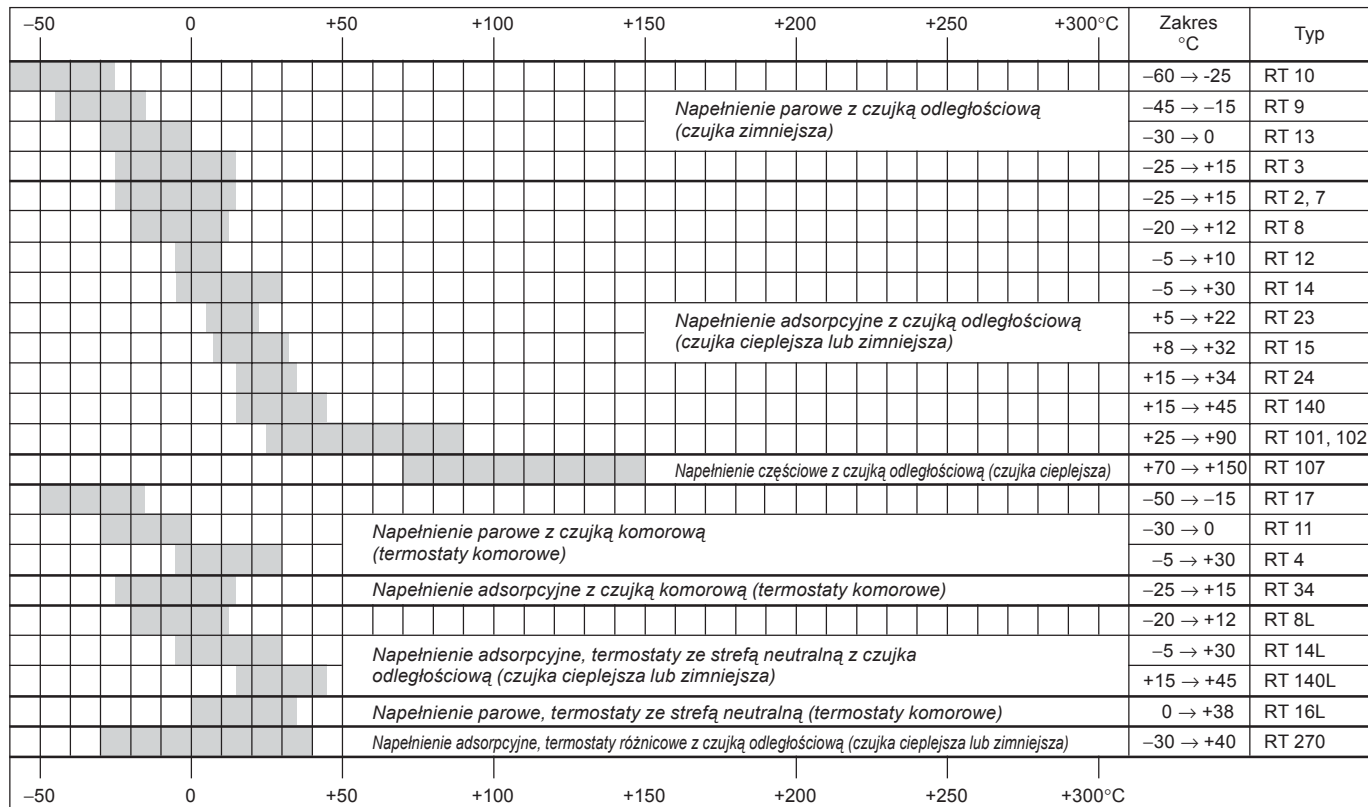 –50 0 +50 +100 +150 +200 +250 +300°C Zakres °C Typ
–60 → -25 RT 10
Napełnienie parowe z czujką odległościową
(czujka zimniejsza)
–45 → –15 RT 9
–30 → 0 RT 13
–25 → +15 RT 3
–25 → +15 RT 2, 7
–20 → +12 RT 8
–5 → +10 RT 12
–5 → +30 RT 14
Napełnienie adsorpcyjne z czujką odległościową
(czujka cieplejsza lub zimniejsza)
+5 → +22 RT 23
+8 → +32 RT 15
+15 → +34 RT 24
+15 → +45 RT 140
+25 → +90 RT 101, 102
Napełnienie częściowe z czujką odległościową (czujka cieplejsza) +70 → +150 RT 107
–50 → –15 RT 17
Napełnienie parowe z czujką komorową
(termostaty komorowe)
–30 → 0 RT 11
–5 → +30 RT 4
Napełnienie adsorpcyjne z czujką komorową (termostaty komorowe) –25 → +15 RT 34
–20 → +12 RT 8L
Napełnienie adsorpcyjne, termostaty ze strefą neutralną z czujka
odległościową (czujka cieplejsza lub zimniejsza)
–5 → +30 RT 14L
+15 → +45 RT 140L
Napełnienie parowe, termostaty ze strefą neutralną (termostaty komorowe) 0 → +38 RT 16L
Napełnienie adsorpcyjne, termostaty różnicowe z czujką odległościową (czujka cieplejsza lub zimniejsza) –30 → +40 RT 270
–50 0 +50 +100 +150 +200 +250 +300°C